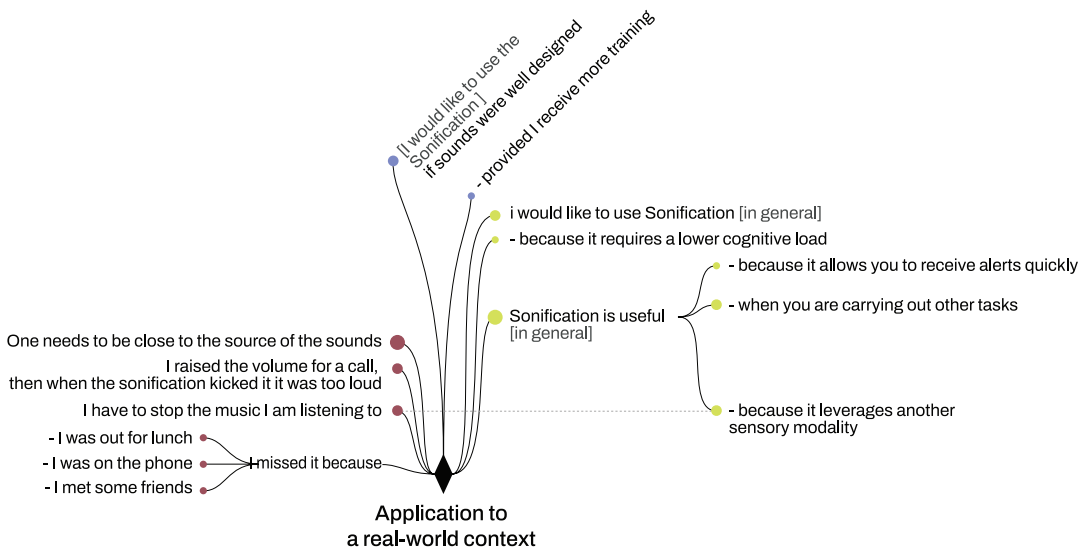 [I would like to use the
Sonification ]
if sounds were well designed
- provided I receive more training
i would like to use Sonification [in general]
- because it requires a lower cognitive load
Sonification is useful
[in general]
- because it allows you to receive alerts quickly
- when you are carrying out other tasks
- because it leverages another
sensory modality
One needs to be close to the source of the sounds
I raised the volume for a call,
then when the sonification kicked it it was too loud
I have to stop the music I am listening to
I missed it because
- I was out for lunch
- I was on the phone
- I met some friends
Application to
a real-world context